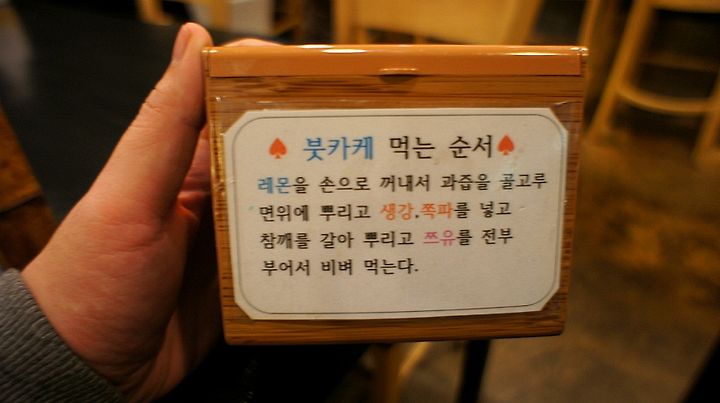 ♠ 붓카케 먹는 순서 ♠
레몬을 손으로 꺼내서 과즙을 골고루
면위에 뿌리고 생강,쪽파를 넣고
참깨를 갈아 뿌리고 쯔유를 전부
부어서 비벼 먹는다.